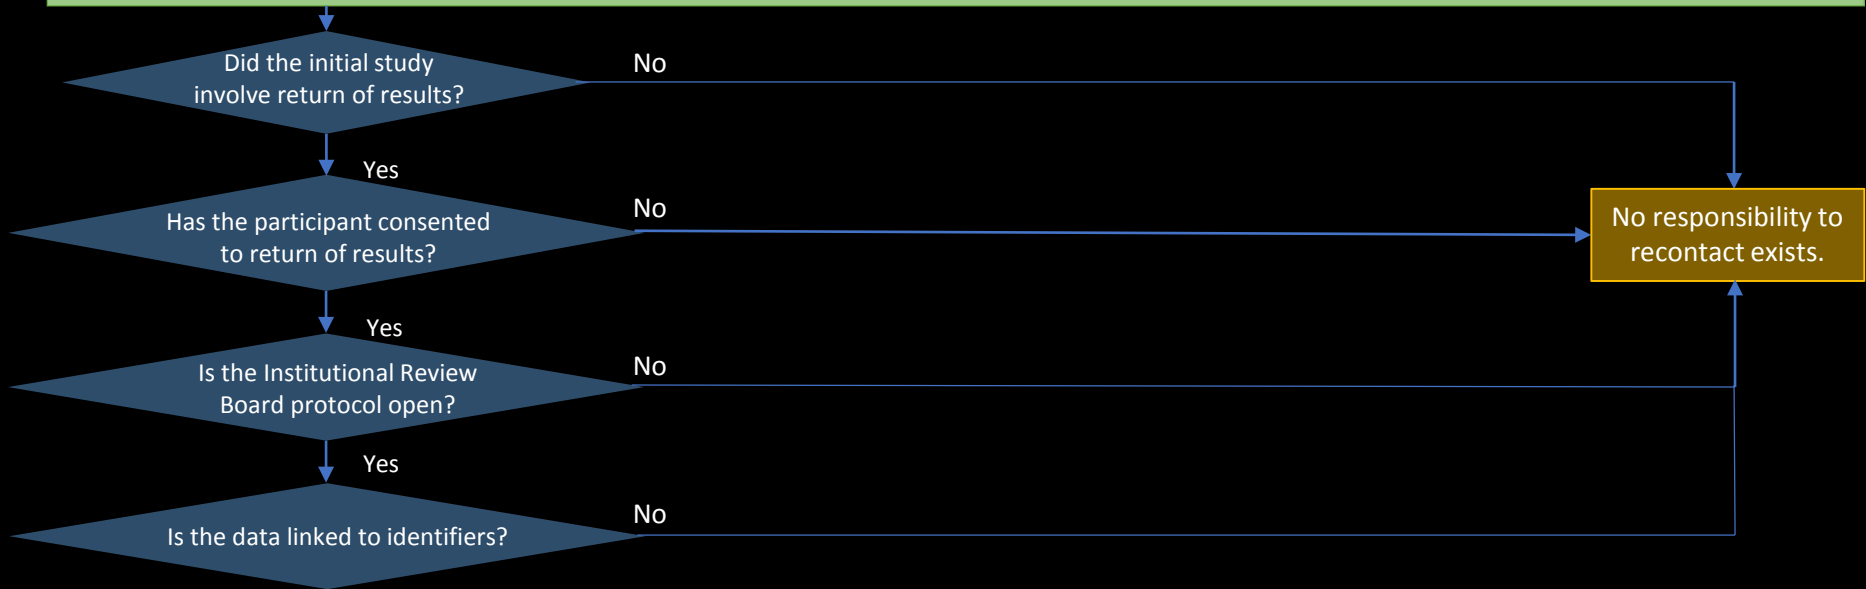 Did the initial study
involve return of results?
No
Yes
Has the participant consented
to return of results?
No
No responsibility to
recontact exists.
Yes
Is the Institutional Review
Board protocol open?
No
Yes
Is the data linked to identifiers?
No